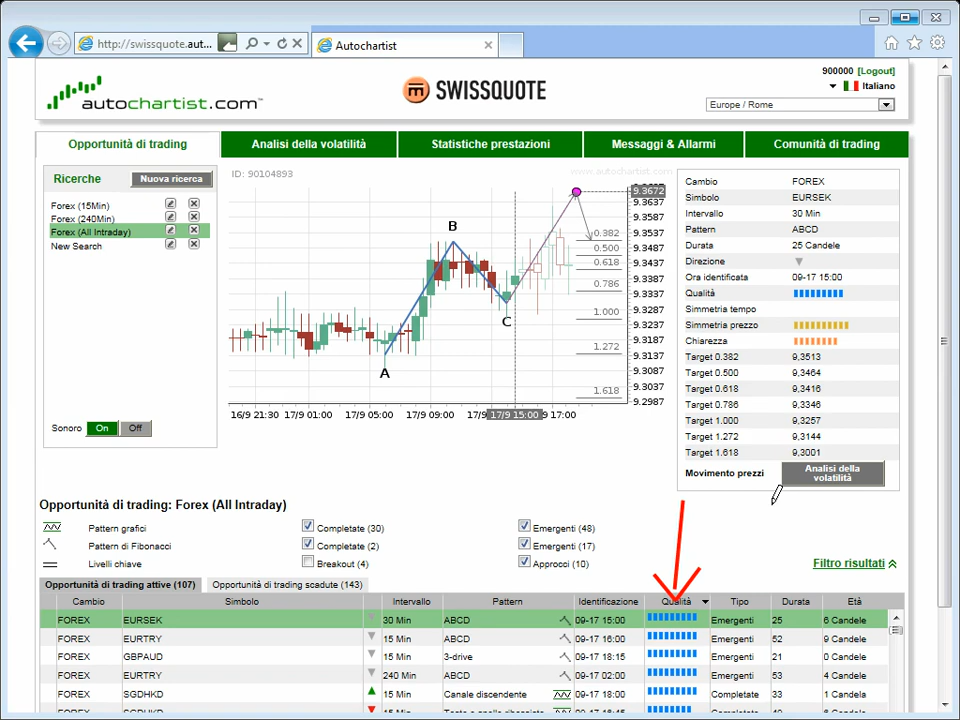 http://swissquote.aut...
Autochartist
autochartist.com™
SWISSQUOTE
900000 [Logout]
Italiano
Europe / Rome
Opportunità di trading
Analisi della volatilità
Statistiche prestazioni
Messaggi & Allarmi
Comunità di trading
Ricerche
Nuova ricerca
Forex (15Min)
Forex (240Min)
Forex (All Intraday)
New Search
Sonoro On Off
ID: 90104893
www.autochartist.com
A
B
C
0.382
0.500
0.618
0.786
1.000
1.272
1.618
9.3672
9.3637
9.3587
9.3537
9.3487
9.3437
9.3387
9.3337
9.3287
9.3237
9.3187
9.3137
9.3087
9.3037
9.2987
16/9 21:30 17/9 01:00 17/9 05:00 17/9 09:00 17/9 15:00 17:00
Cambio FOREX
Simbolo EURSEK
Intervallo 30 Min
Pattern ABCD
Durata 25 Candele
Direzione
Ora identificata 09-17 15:00
Qualità
Simmetria tempo
Simmetria prezzo
Chiarezza
Target 0.382 9,3513
Target 0.500 9,3464
Target 0.618 9,3416
Target 0.786 9,3346
Target 1.000 9,3257
Target 1.272 9,3144
Target 1.618 9,3001
Movimento prezzi
Analisi della
volatilità
Opportunità di trading: Forex (All Intraday)
Pattern grafici Completate (30) Emergenti (48)
Pattern di Fibonacci Completate (2) Emergenti (17)
Livelli chiave Breakout (4) Approcci (10)
Filtro risultati
Opportunità di trading attive (107) Opportunità di trading scadute (143)
Cambio Simbolo Intervallo Pattern Identificazione Qualità Tipo Durata Età
FOREX EURSEK 30 Min ABCD 09-17 15:00 Emergenti 25 6 Candele
FOREX EURTRY 15 Min ABCD 09-17 16:00 Emergenti 52 9 Candele
FOREX GBPAUD 15 Min 3-drive 09-17 18:15 Emergenti 21 0 Candele
FOREX EURTRY 240 Min ABCD 09-17 02:00 Emergenti 53 4 Candele
FOREX SGDHKD 15 Min Canale discendente 09-17 18:00 Completate 33 1 Candele